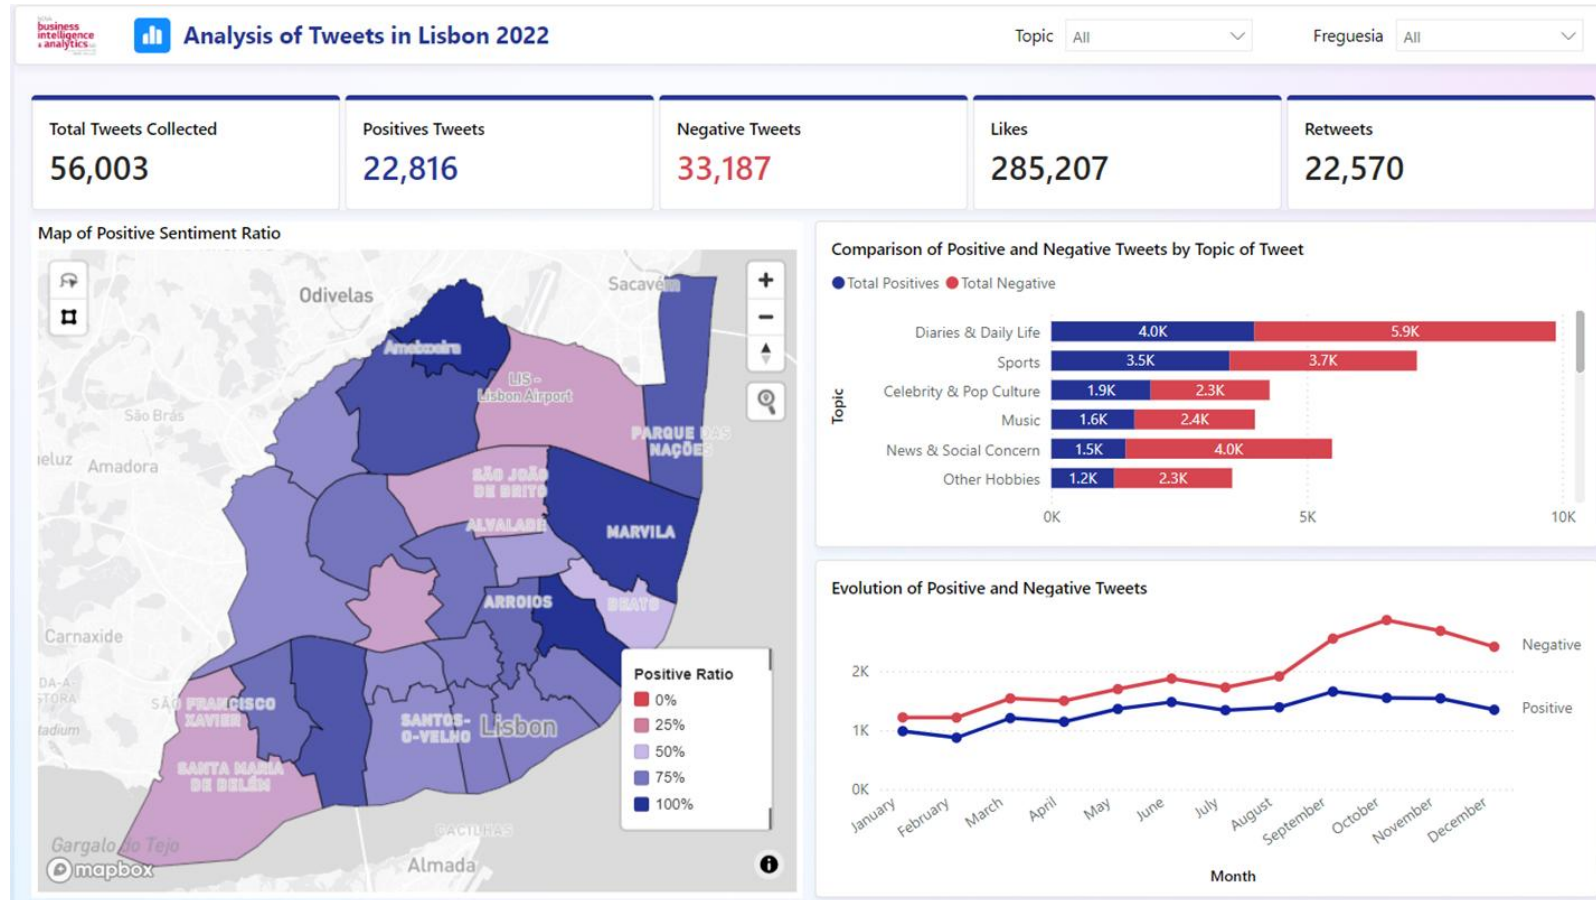 business
intelligence
& analytics
Analysis of Tweets in Lisbon 2022
Topic
All
Freguesia
All
Total Tweets Collected
56,003
Positives Tweets
22,816
Negative Tweets
33,187
Likes
285,207
Retweets
22,570
Map of Positive Sentiment Ratio
Odivelas
Sacavém
Ameixoeira
LIS -
Lisbon Airport
São Brás
PARQUE DAS
NAÇÕES
Amadora
SÃO JOÃO
DE BRITO
ALVALADE
MARVILA
ARROIOS
BEATO
Carnaxide
SÃO FRANCISCO
XAVIER
SANTOS-
O-VELHO
Lisbon
SANTA MARIA
DE BELÉM
CACILHAS
Gargalo do Tejo
Almada
mapbox
Positive Ratio
0%
25%
50%
75%
100%
Comparison of Positive and Negative Tweets by Topic of Tweet
Total Positives
Total Negative
Topic
Diaries & Daily Life
4.0K
5.9K
Sports
3.5K
3.7K
Celebrity & Pop Culture
1.9K
2.3K
Music
1.6K
2.4K
News & Social Concern
1.5K
4.0K
Other Hobbies
1.2K
2.3K
0K
5K
10K
Evolution of Positive and Negative Tweets
Negative
2K
Positive
1K
0K
January
February
March
April
May
June
July
August
September
October
November
December
Month